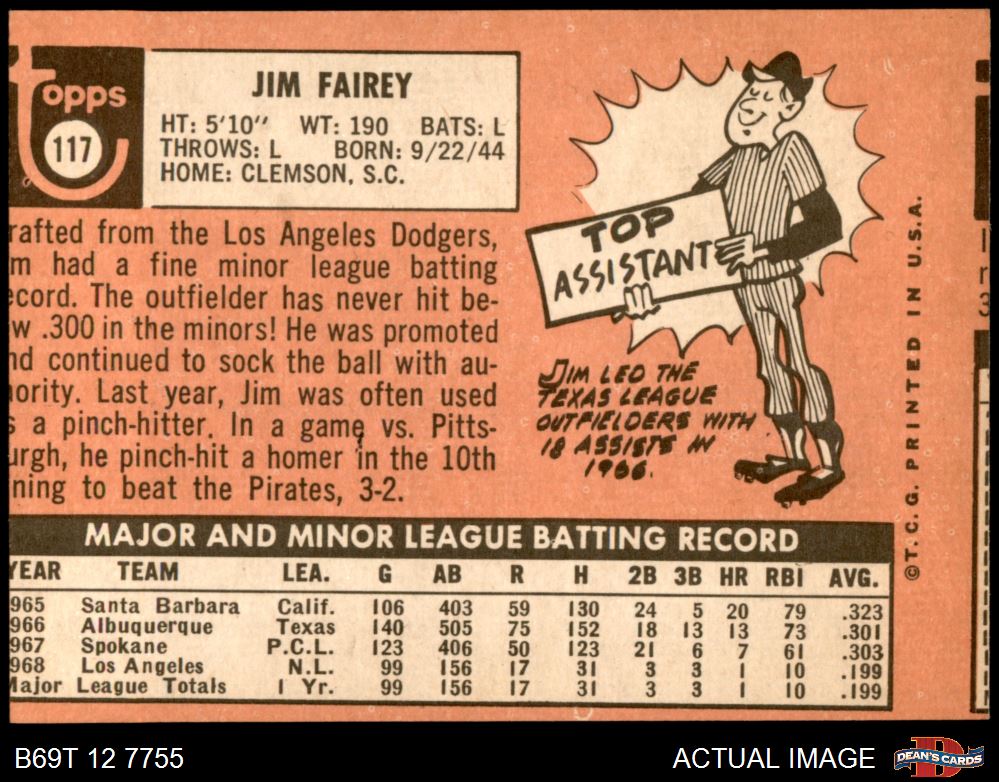 Topps
117
JIM FAIREY
HT: 5'10" WT: 190 BATS: L
THROWS: L BORN: 9/22/44
HOME: CLEMSON, S.C.
rafted from the Los Angeles Dodgers,
m had a fine minor league batting
ecord. The outfielder has never hit be-
w .300 in the minors! He was promoted
nd continued to sock the ball with au-
ority. Last year, Jim was often used
s a pinch-hitter. In a game vs. Pitts-
urgh, he pinch-hit a homer in the 10th
ning to beat the Pirates, 3-2.
TOP
ASSISTANT
JIM LED THE
TEXAS LEAGUE
OUTFIELDERS WITH
18 ASSISTS IN
1966.
©T.C.G. PRINTED IN U.S.A.
MAJOR AND MINOR LEAGUE BATTING RECORD
YEAR TEAM LEA. G AB R H 2B 3B HR RBI AVG.
965 Santa Barbara Calif. 106 403 59 130 24 5 20 79 .323
966 Albuquerque Texas 140 505 75 152 18 13 13 73 .301
967 Spokane P.C.L. 123 406 50 123 21 6 7 61 .303
968 Los Angeles N.L. 99 156 17 31 3 3 1 10 .199
Major League Totals 1 Yr. 99 156 17 31 3 3 1 10 .199
B69T 12 7755
ACTUAL IMAGE
DEAN'S CARDS